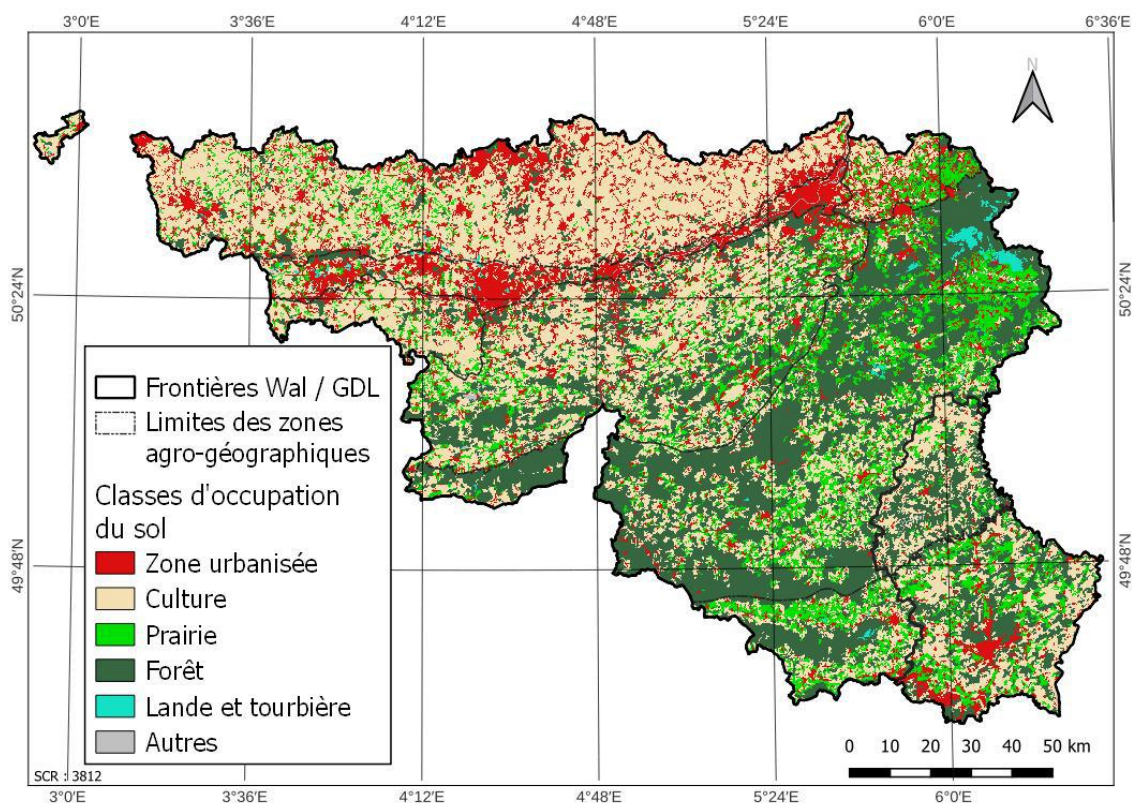 3°0'E 3°36'E 4°12'E 4°48'E 5°24'E 6°0'E 6°36'E
N
50°24'N 50°24'N
49°48'N 49°48'N
Frontières Wal / GDL
Limites des zones
agro-géographiques
Classes d'occupation
du sol
Zone urbanisée
Culture
Prairie
Forêt
Lande et tourbière
Autres
0 10 20 30 40 50 km
SCR : 3812
3°0'E 3°36'E 4°12'E 4°48'E 5°24'E 6°0'E